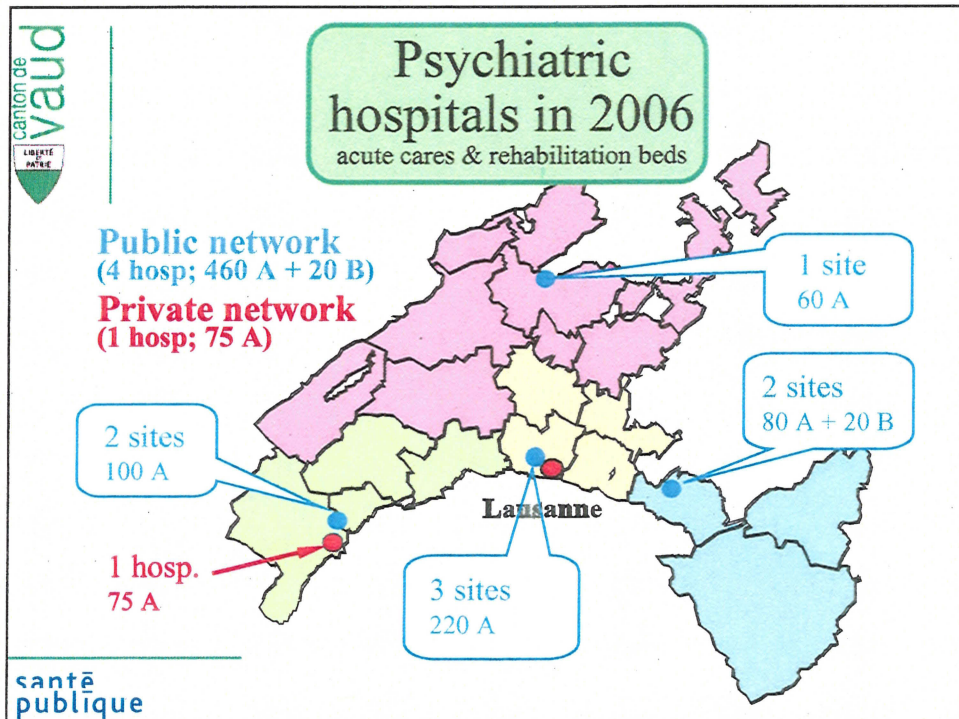 canton de
vaud
LIBERTÉ
ET
PATRIE
Psychiatric
hospitals in 2006
acute cares & rehabilitation beds
Public network
(4 hosp; 460 A + 20 B)
Private network
(1 hosp; 75 A)
1 site
60 A
2 sites
80 A + 20 B
2 sites
100 A
Lausanne
1 hosp.
75 A
3 sites
220 A
santē
publique